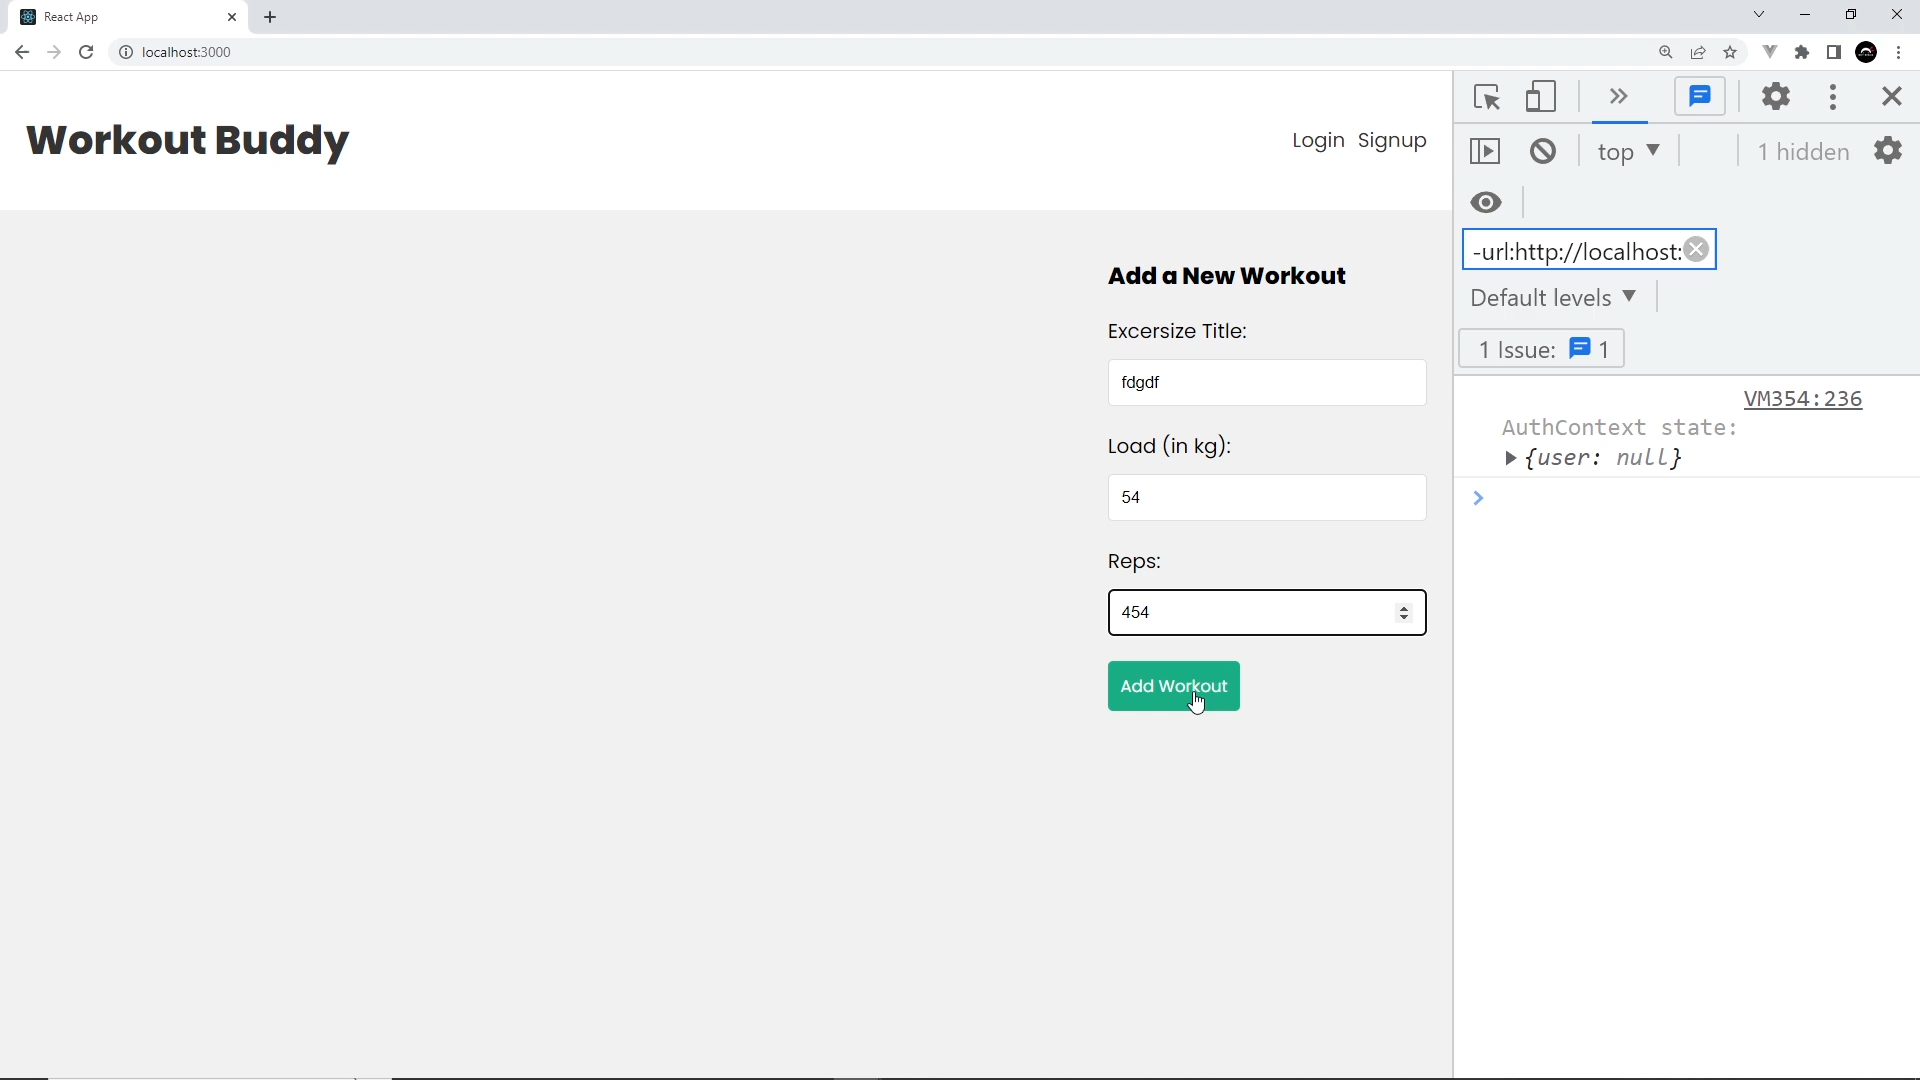 React App
localhost:3000
Workout Buddy
Login Signup
Add a New Workout
Excersize Title:
fdgdf
Load (in kg):
54
Reps:
454
Add Workout
top
1 hidden
-url:http://localhost:
Default levels
1 Issue: 1
VM354:236
AuthContext state:
{user: null}